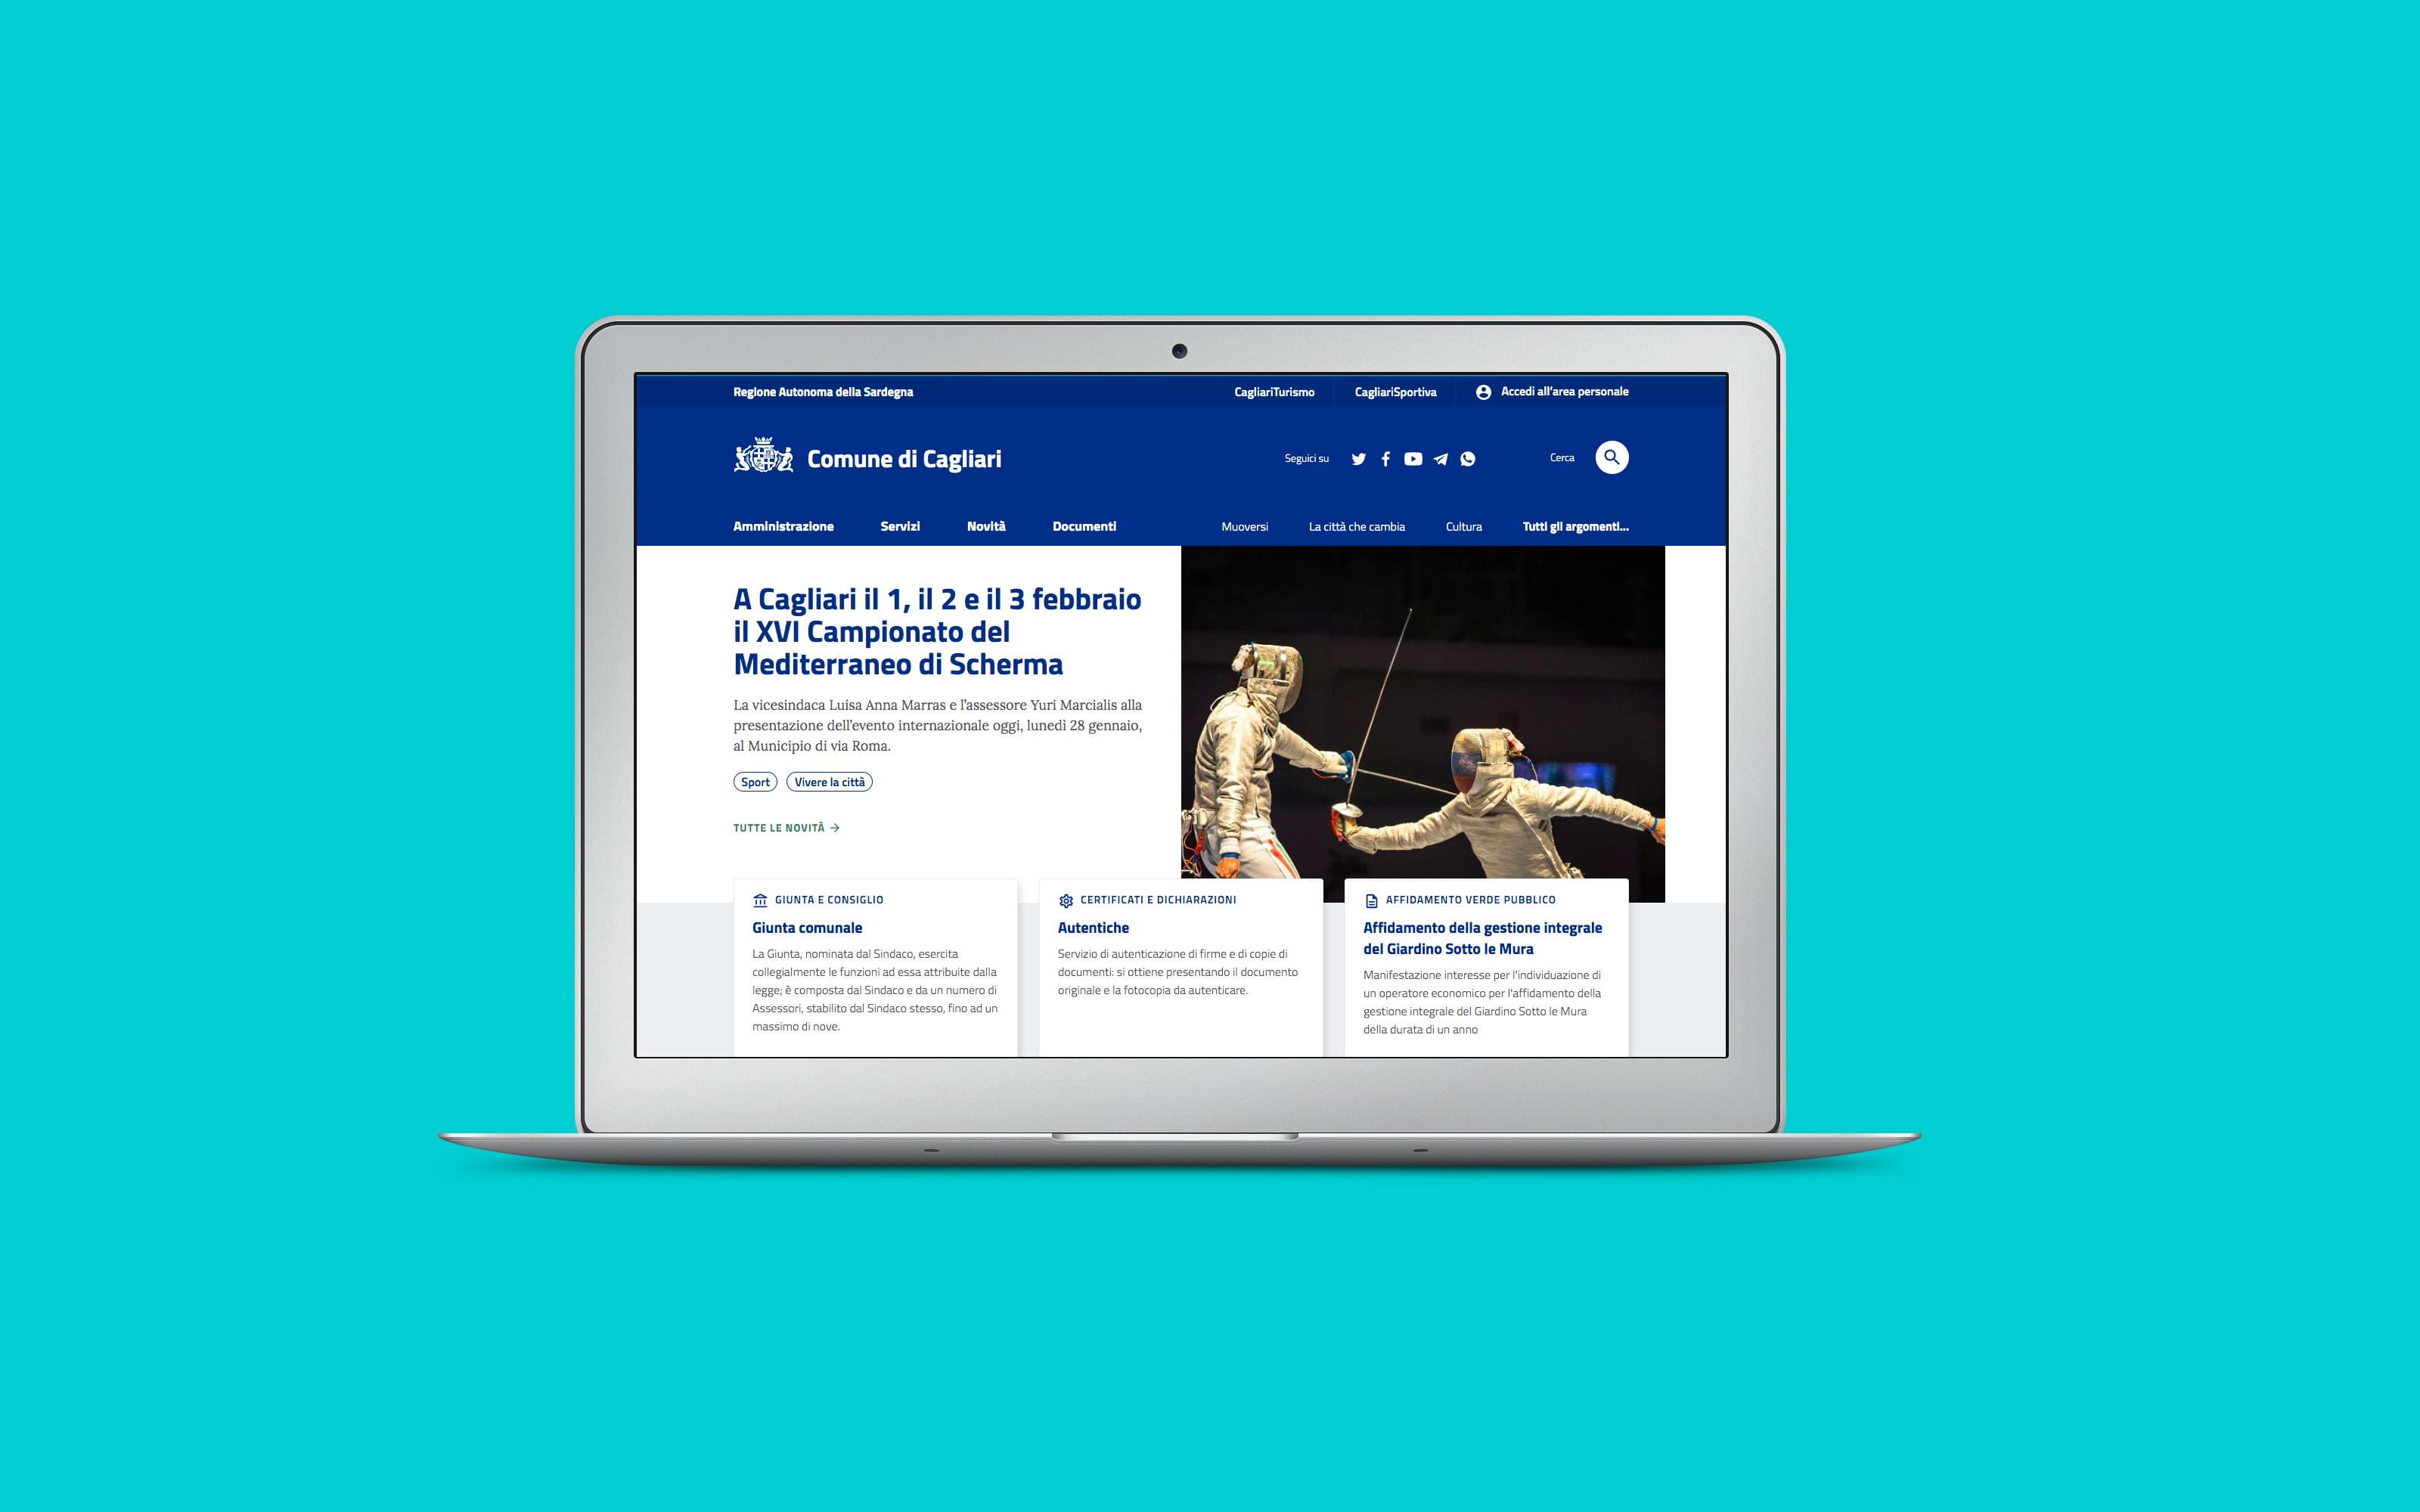 Regione Autonoma della Sardegna
CagliariTurismo
CagliariSportiva
Accedi all'area personale
Comune di Cagliari
Seguici su
Cerca
Amministrazione
Servizi
Novità
Documenti
Muoversi
La città che cambia
Cultura
Tutti gli argomenti...
A Cagliari il 1, il 2 e il 3 febbraio
il XVI Campionato del
Mediterraneo di Scherma
La vicesindaca Luisa Anna Marras e l'assessore Yuri Marcialis alla
presentazione dell'evento internazionale oggi, lunedì 28 gennaio,
al Municipio di via Roma.
Sport
Vivere la città
TUTTE LE NOVITÀ →
GIUNTA E CONSIGLIO
Giunta comunale
La Giunta, nominata dal Sindaco, esercita
collegialmente le funzioni ad essa attribuite dalla
legge; è composta dal Sindaco e da un numero di
Assessori, stabilito dal Sindaco stesso, fino ad un
massimo di nove.
CERTIFICATI E DICHIARAZIONI
Autentiche
Servizio di autenticazione di firme e di copie di
documenti: si ottiene presentando il documento
originale e la fotocopia da autenticare.
AFFIDAMENTO VERDE PUBBLICO
Affidamento della gestione integrale
del Giardino Sotto le Mura
Manifestazione interesse per l'individuazione di
un operatore economico per l'affidamento della
gestione integrale del Giardino Sotto le Mura
della durata di un anno